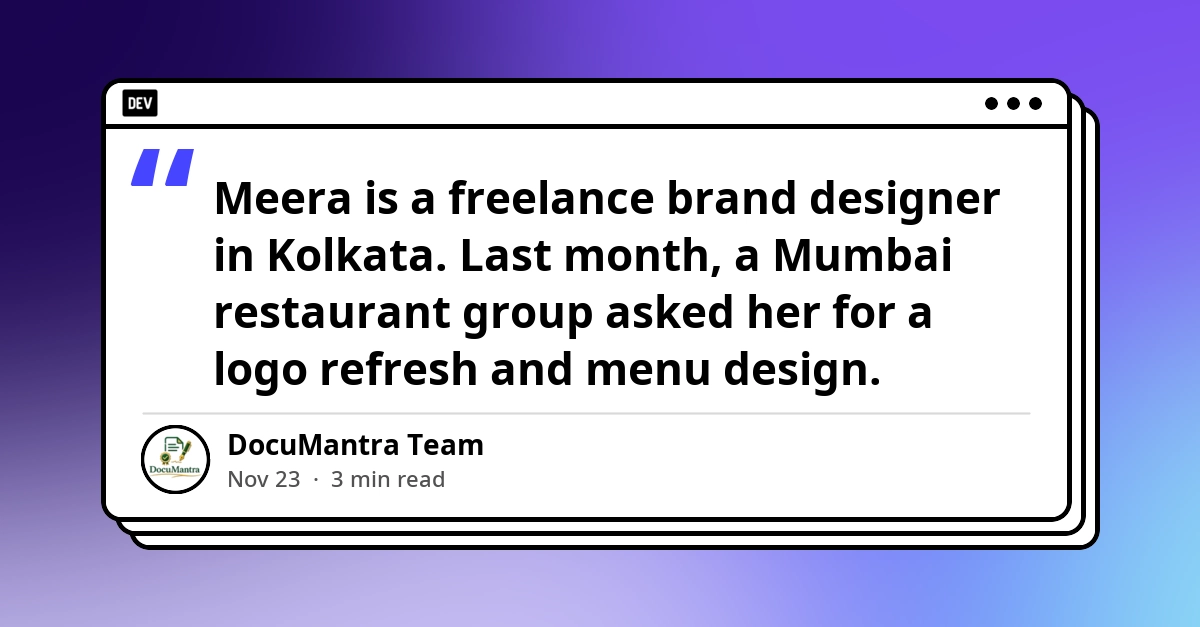 DEV
“
Meera is a freelance brand designer
in Kolkata. Last month, a Mumbai
restaurant group asked her for a
logo refresh and menu design.
DocuMantra
DocuMantra Team
Nov 23 · 3 min read